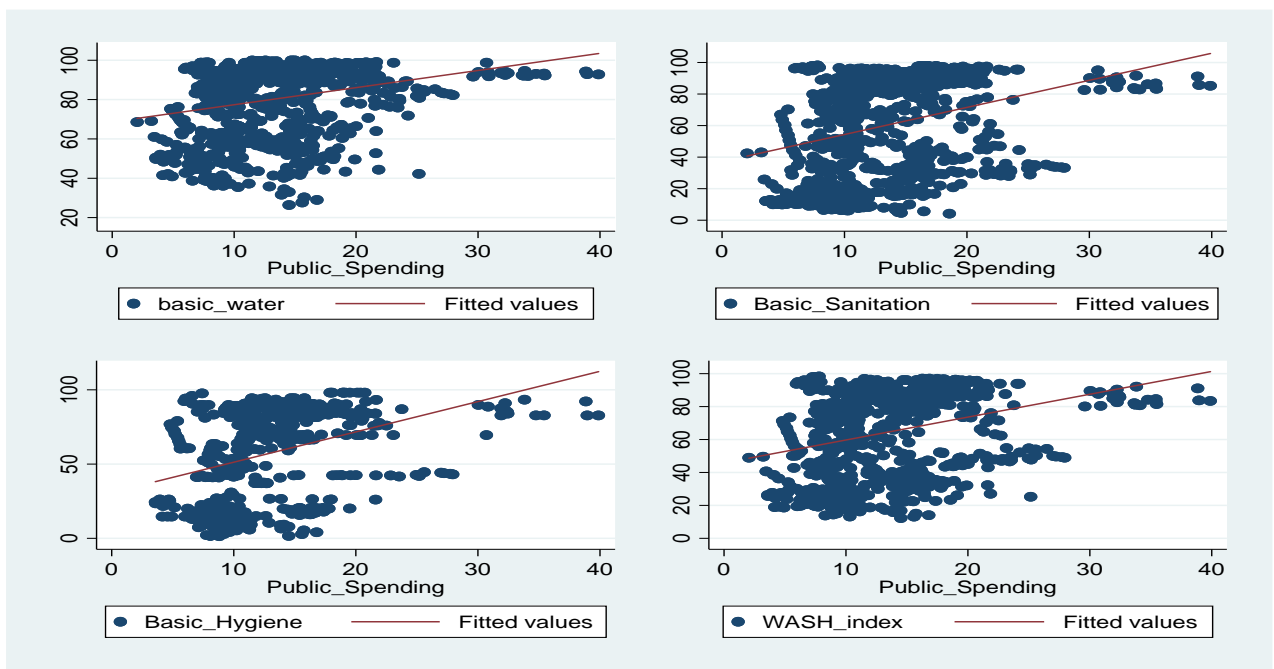 100
80
60
40
20
0 10 20 30 40
Public_Spending
basic_water Fitted values
100
80
60
40
20
0
0 10 20 30 40
Public_Spending
Basic_Sanitation Fitted values
100
50
0
0 10 20 30 40
Public_Spending
Basic_Hygiene Fitted values
100
80
60
40
20
0
0 10 20 30 40
Public_Spending
WASH_index Fitted values